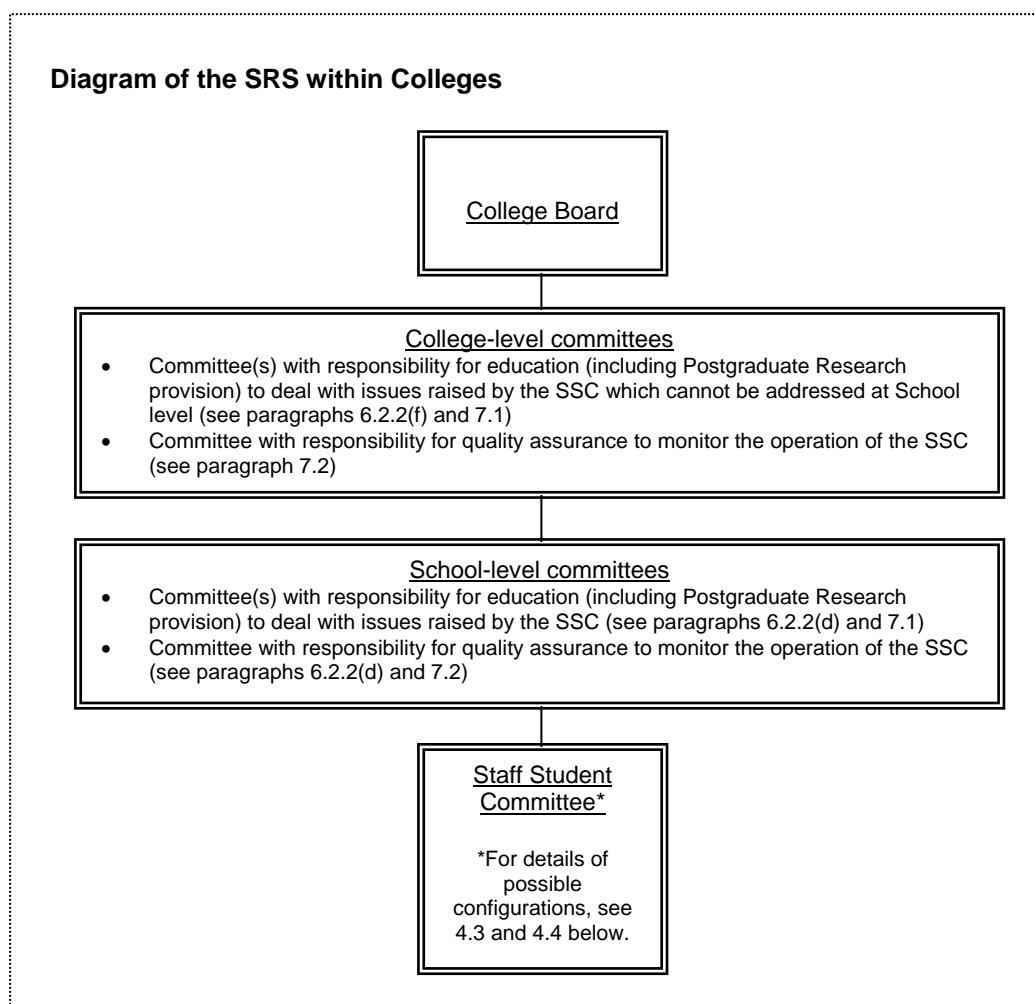 Diagram of the SRS within Colleges
College Board
College-level committees
• Committee(s) with responsibility for education (including Postgraduate Research
provision) to deal with issues raised by the SSC which cannot be addressed at School
level (see paragraphs 6.2.2(f) and 7.1)
• Committee with responsibility for quality assurance to monitor the operation of the SSC
(see paragraph 7.2)
School-level committees
• Committee(s) with responsibility for education (including Postgraduate Research
provision) to deal with issues raised by the SSC (see paragraphs 6.2.2(d) and 7.1)
• Committee with responsibility for quality assurance to monitor the operation of the SSC
(see paragraphs 6.2.2(d) and 7.2)
Staff Student
Committee*
*For details of
possible
configurations, see
4.3 and 4.4 below.